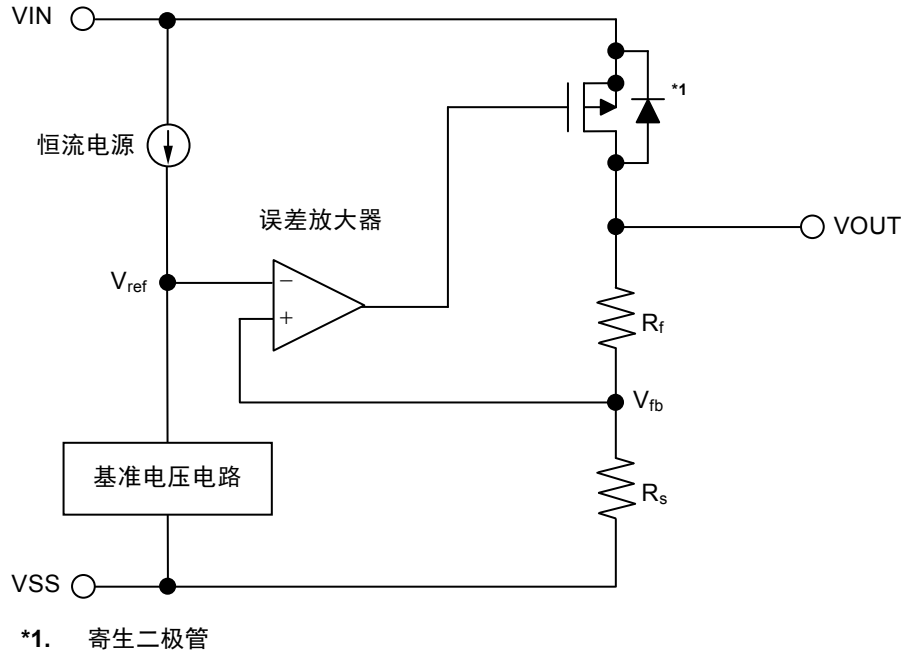 VIN
*1
恒流电源
误差放大器
VOUT
Vref
−
+
Rf
Vfb
基准电压电路
Rs
VSS
*1. 寄生二极管